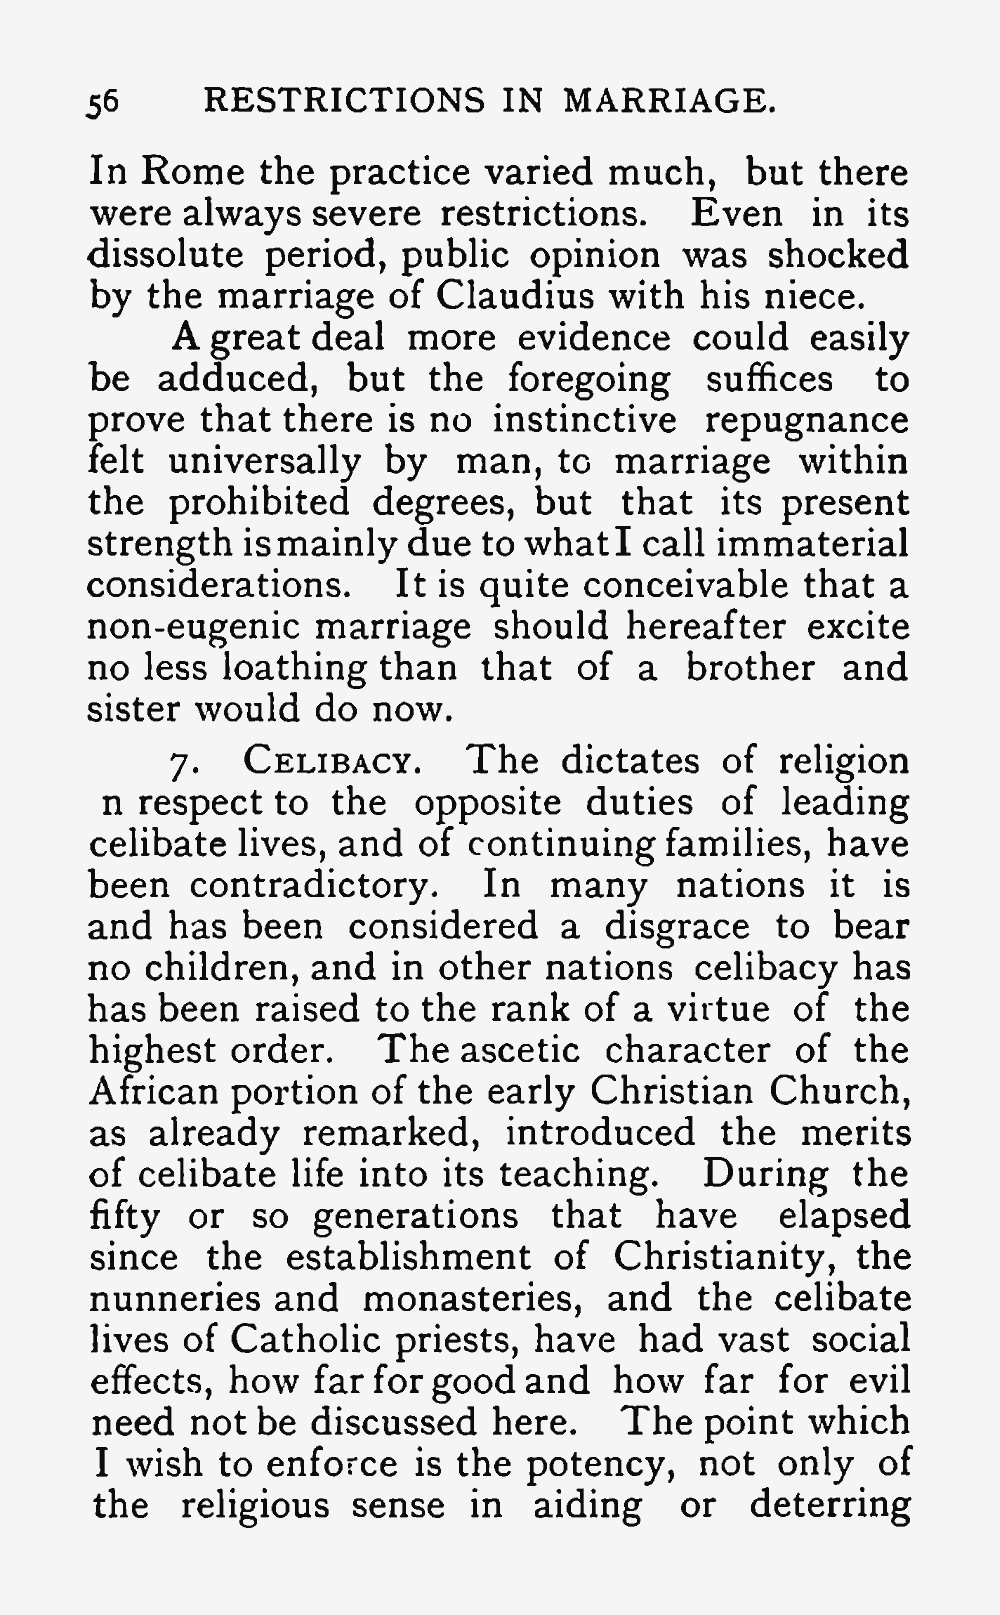 56 RESTRICTIONS IN MARRIAGE.
In Rome the practice varied much, but there
were always severe restrictions. Even in its
dissolute period, public opinion was shocked
by the marriage of Claudius with his niece.
A great deal more evidence could easily
be adduced, but the foregoing suffices to
prove that there is no instinctive repugnance
felt universally by man, to marriage within
the prohibited degrees, but that its present
strength is mainly due to what I call immaterial
considerations. It is quite conceivable that a
non-eugenic marriage should hereafter excite
no less loathing than that of a brother and
sister would do now.
7. CELIBACY. The dictates of religion
n respect to the opposite duties of leading
celibate lives, and of continuing families, have
been contradictory. In many nations it is
and has been considered a disgrace to bear
no children, and in other nations celibacy has
has been raised to the rank of a virtue of the
highest order. The ascetic character of the
African portion of the early Christian Church,
as already remarked, introduced the merits
of celibate life into its teaching. During the
fifty or so generations that have elapsed
since the establishment of Christianity, the
nunneries and monasteries, and the celibate
lives of Catholic priests, have had vast social
effects, how far for good and how far for evil
need not be discussed here. The point which
I wish to enforce is the potency, not only of
the religious sense in aiding or deterring